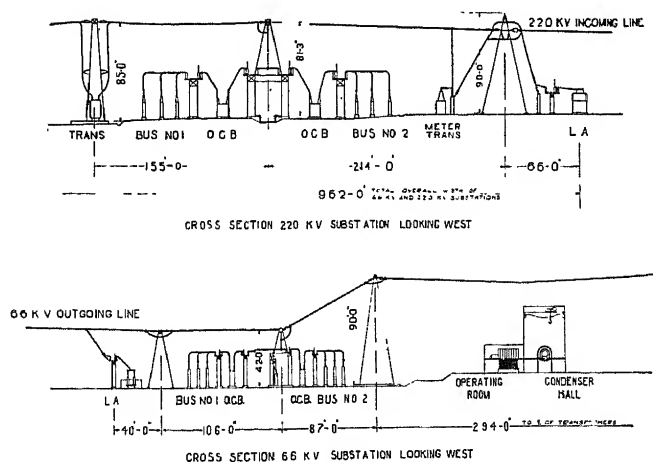 220 KV INCOMING LINE
85'-0"
81'-3"
90'-0"
TRANS BUS NO 1 O.C.B O.C.B BUS NO 2 METER TRANS L A
155'-0" 214'-0" 66'-0"
962'-0" TOTAL OVERALL WIDTH OF
66 KV AND 220 KV SUBSTATIONS
CROSS SECTION 220 KV SUBSTATION LOOKING WEST
66 KV OUTGOING LINE
90'-0"
42'-0"
L A BUS NO 1 O.C.B. O.C.B. BUS NO 2 OPERATING ROOM CONDENSER HALL
40'-0" 106'-0" 87'-0" 294'-0" TO ℄ OF TRANSFORMERS
CROSS SECTION 66 KV SUBSTATION LOOKING WEST